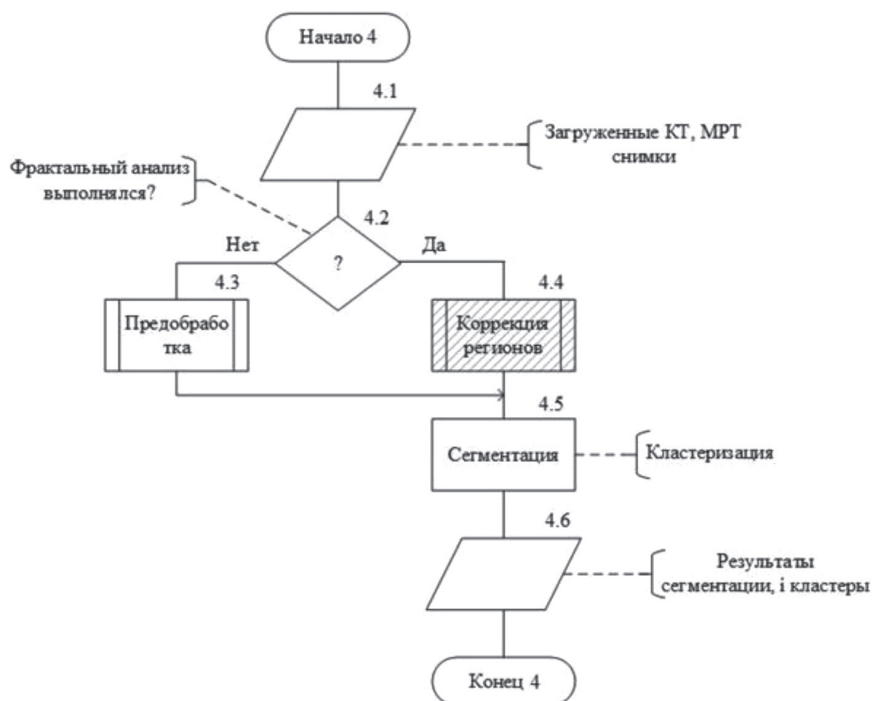 Начало 4
4.1
Загруженные КТ, МРТ
снимки
Фрактальный анализ
выполнялся?
4.2
Нет
?
Да
4.3
4.4
Предобрабо
тка
Коррекция
регионов
4.5
Сегментация
Кластеризация
4.6
Результаты
сегментации, i кластеры
Конец 4